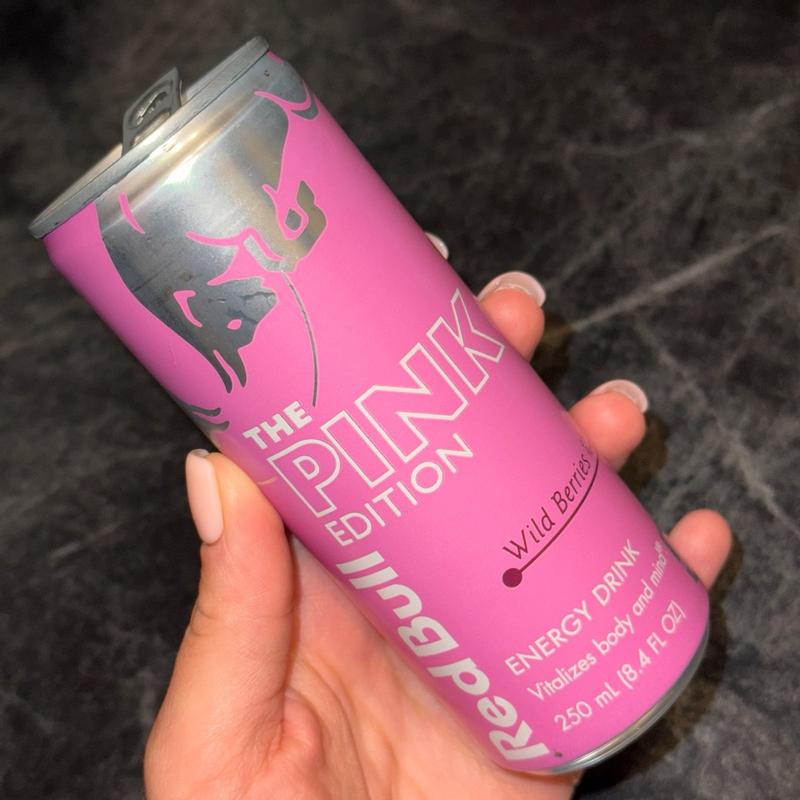 THE
PINK
EDITION
Wild Berries
Red Bull
ENERGY DRINK
Vitalizes body and mind
250 mL (8.4 FL OZ)